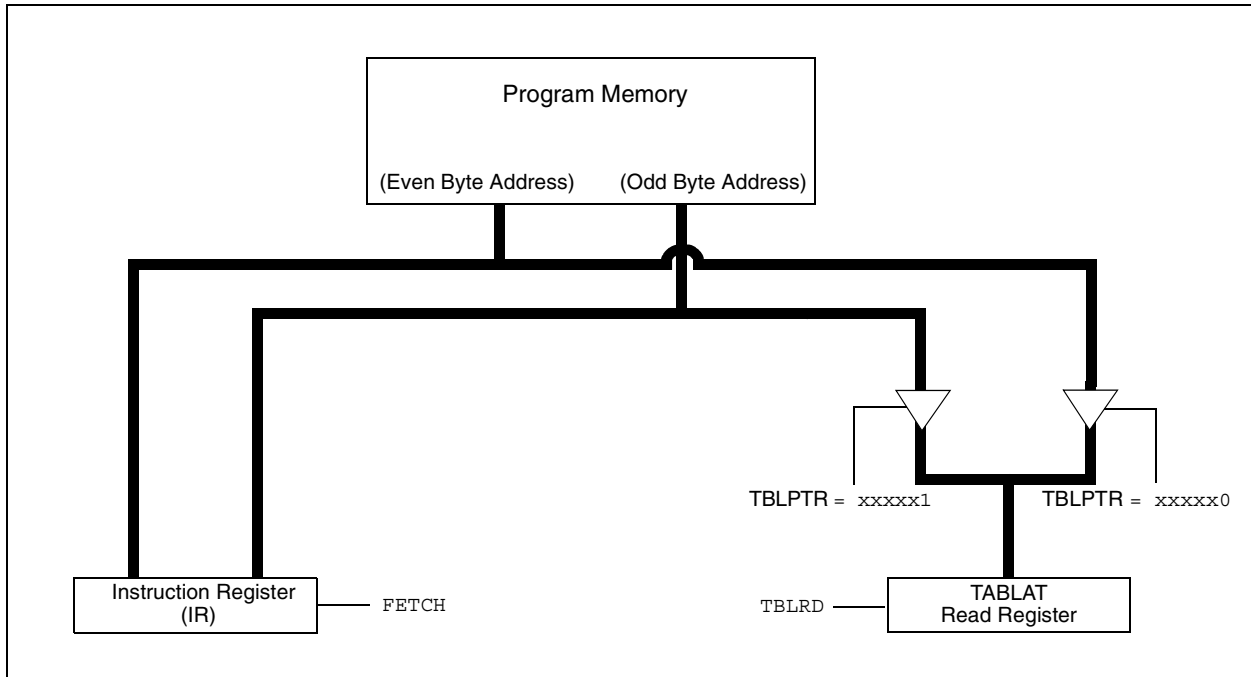 Program Memory
(Even Byte Address) (Odd Byte Address)
TBLPTR = xxxxx1 TBLPTR = xxxxx0
Instruction Register
(IR)
FETCH
TBLRD
TABLAT
Read Register